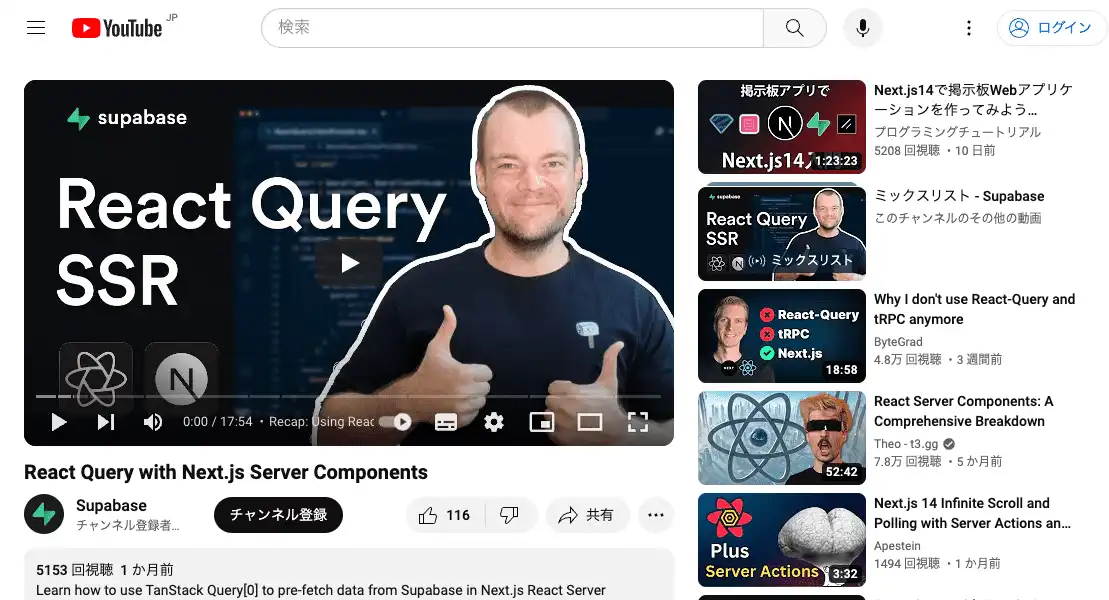 YouTube JP
検索
ログイン
supabase
React Query
SSR
N
0:00 / 17:54 • Recap: Using Reac
React Query with Next.js Server Components
Supabase
チャンネル登録者...
チャンネル登録
116
共有
5153 回視聴 1 か月前
Learn how to use TanStack Query[0] to pre-fetch data from Supabase in Next.js React Server
掲示板アプリで
N
Next.js14入
1:23:23
Next.js14で掲示板Webアプリケ
ーションを作ってみよう...
プログラミングチュートリアル
5208 回視聴 • 10 日前
supabase
React Query
SSR
N
ミックスリスト
ミックスリスト - Supabase
このチャンネルのその他の動画
React-Query
tRPC
Next.js
18:58
Why I don't use React-Query and
tRPC anymore
ByteGrad
4.8万 回視聴 • 3 週間前
52:42
React Server Components: A
Comprehensive Breakdown
Theo - t3.gg
7.8万 回視聴 • 5 か月前
Plus
Server Actions
3:32
Next.js 14 Infinite Scroll and
Polling with Server Actions an...
Apestein
1494 回視聴 • 1 か月前